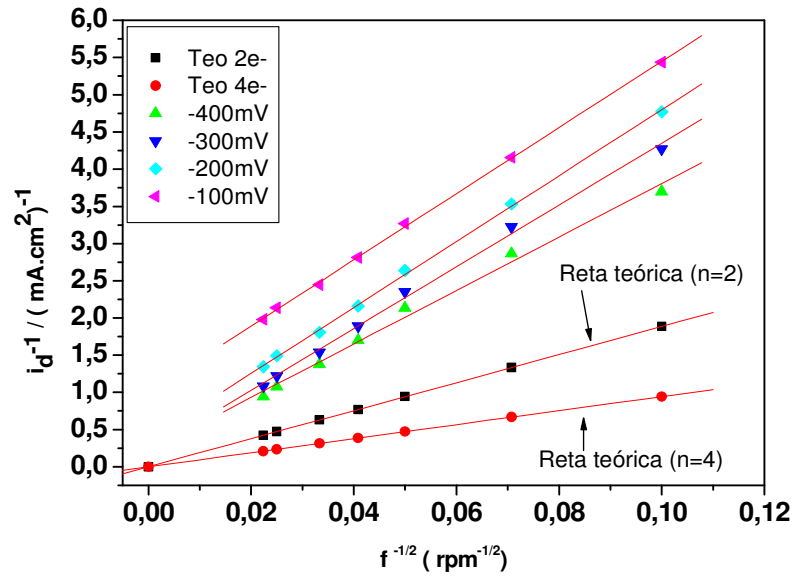 6,0
5,5
5,0
4,5
4,0
3,5
3,0
2,5
2,0
1,5
1,0
0,5
0,0
i_d^-1 / ( mA.cm^2)^-1
Teo 2e-
Teo 4e-
-400mV
-300mV
-200mV
-100mV
Reta teórica (n=2)
Reta teórica (n=4)
0,00 0,02 0,04 0,06 0,08 0,10 0,12
f^-1/2 ( rpm^-1/2)